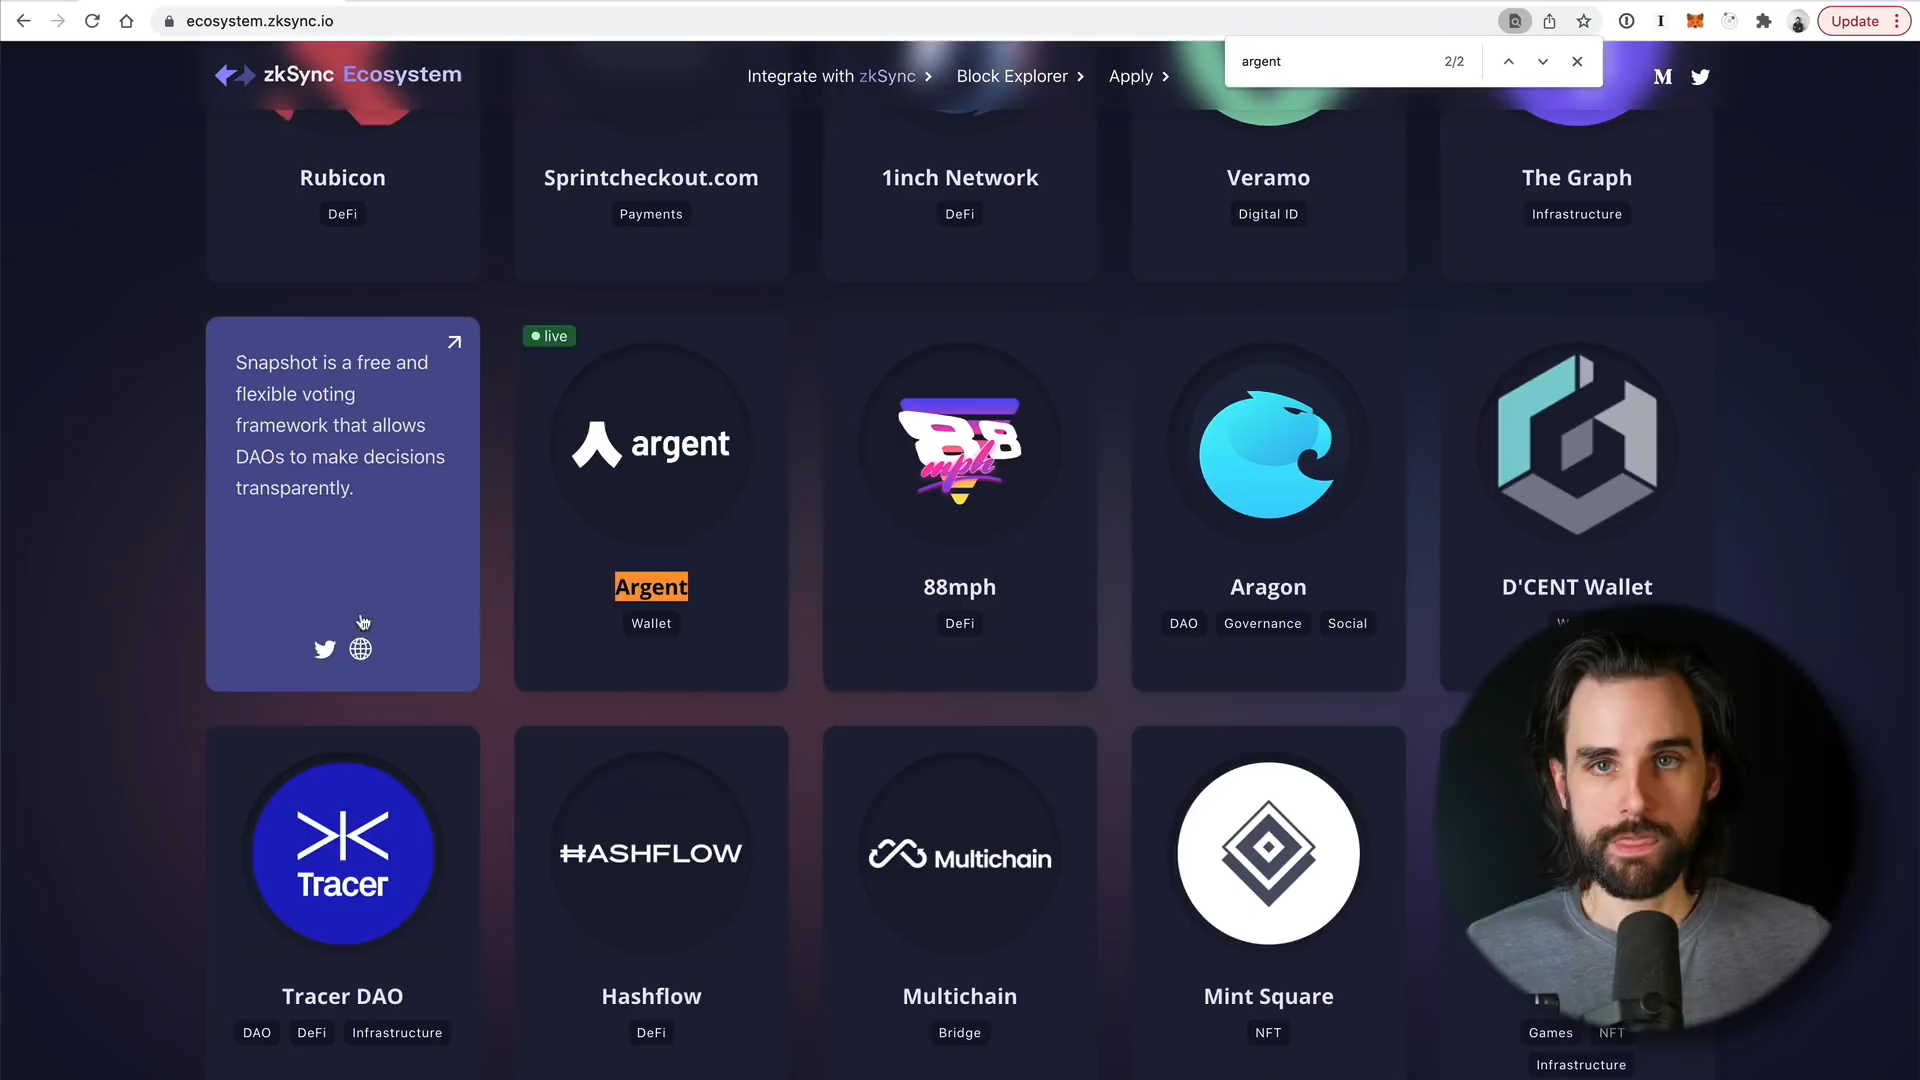 ecosystem.zksync.io
Update
argent
2/2
zkSync Ecosystem
Integrate with zkSync
Block Explorer
Apply
Rubicon
Sprintcheckout.com
1inch Network
Veramo
The Graph
DeFi
Payments
DeFi
Digital ID
Infrastructure
Snapshot is a free and
flexible voting
framework that allows
DAOs to make decisions
transparently.
live
argent
Argent
Wallet
88 mph
88mph
DeFi
Aragon
DAO
Governance
Social
D'CENT Wallet
Tracer
Tracer DAO
DAO
DeFi
Infrastructure
HASHFLOW
Hashflow
DeFi
Multichain
Multichain
Bridge
Mint Square
NFT
Games
NFT
Infrastructure